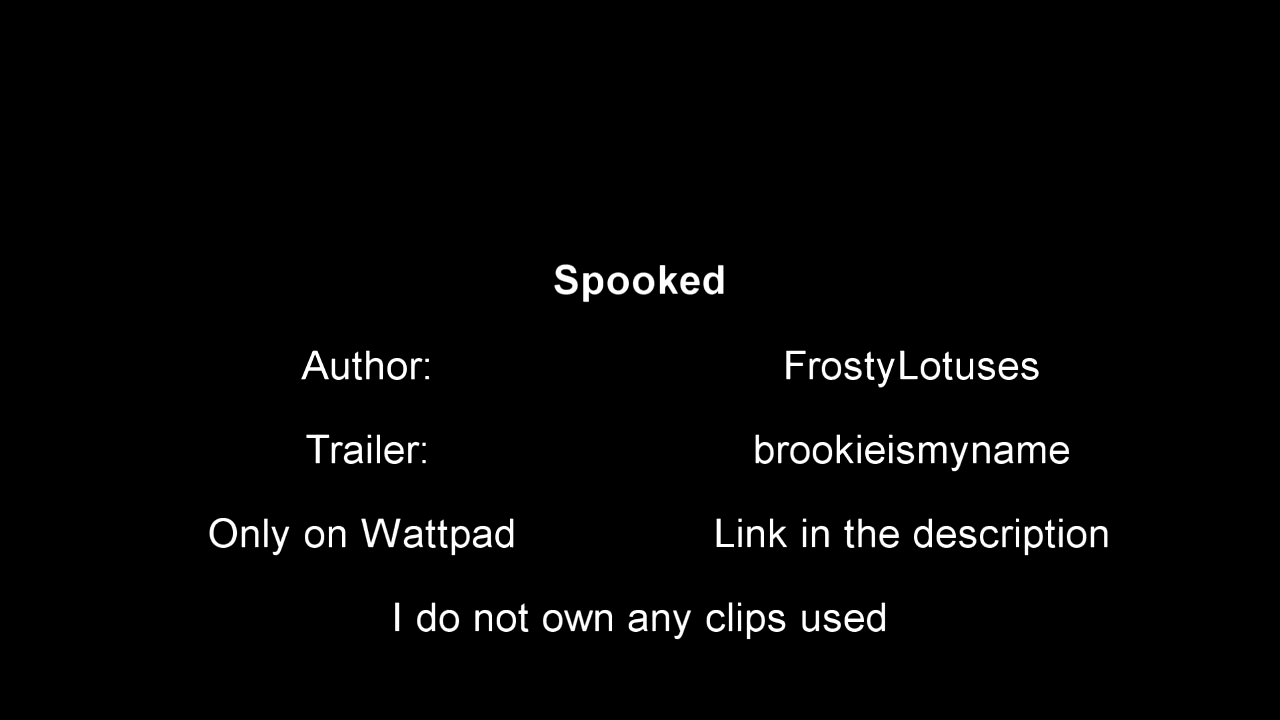 Spooked
Author: FrostyLotuses
Trailer: brookieismyname
Only on Wattpad Link in the description
I do not own any clips used